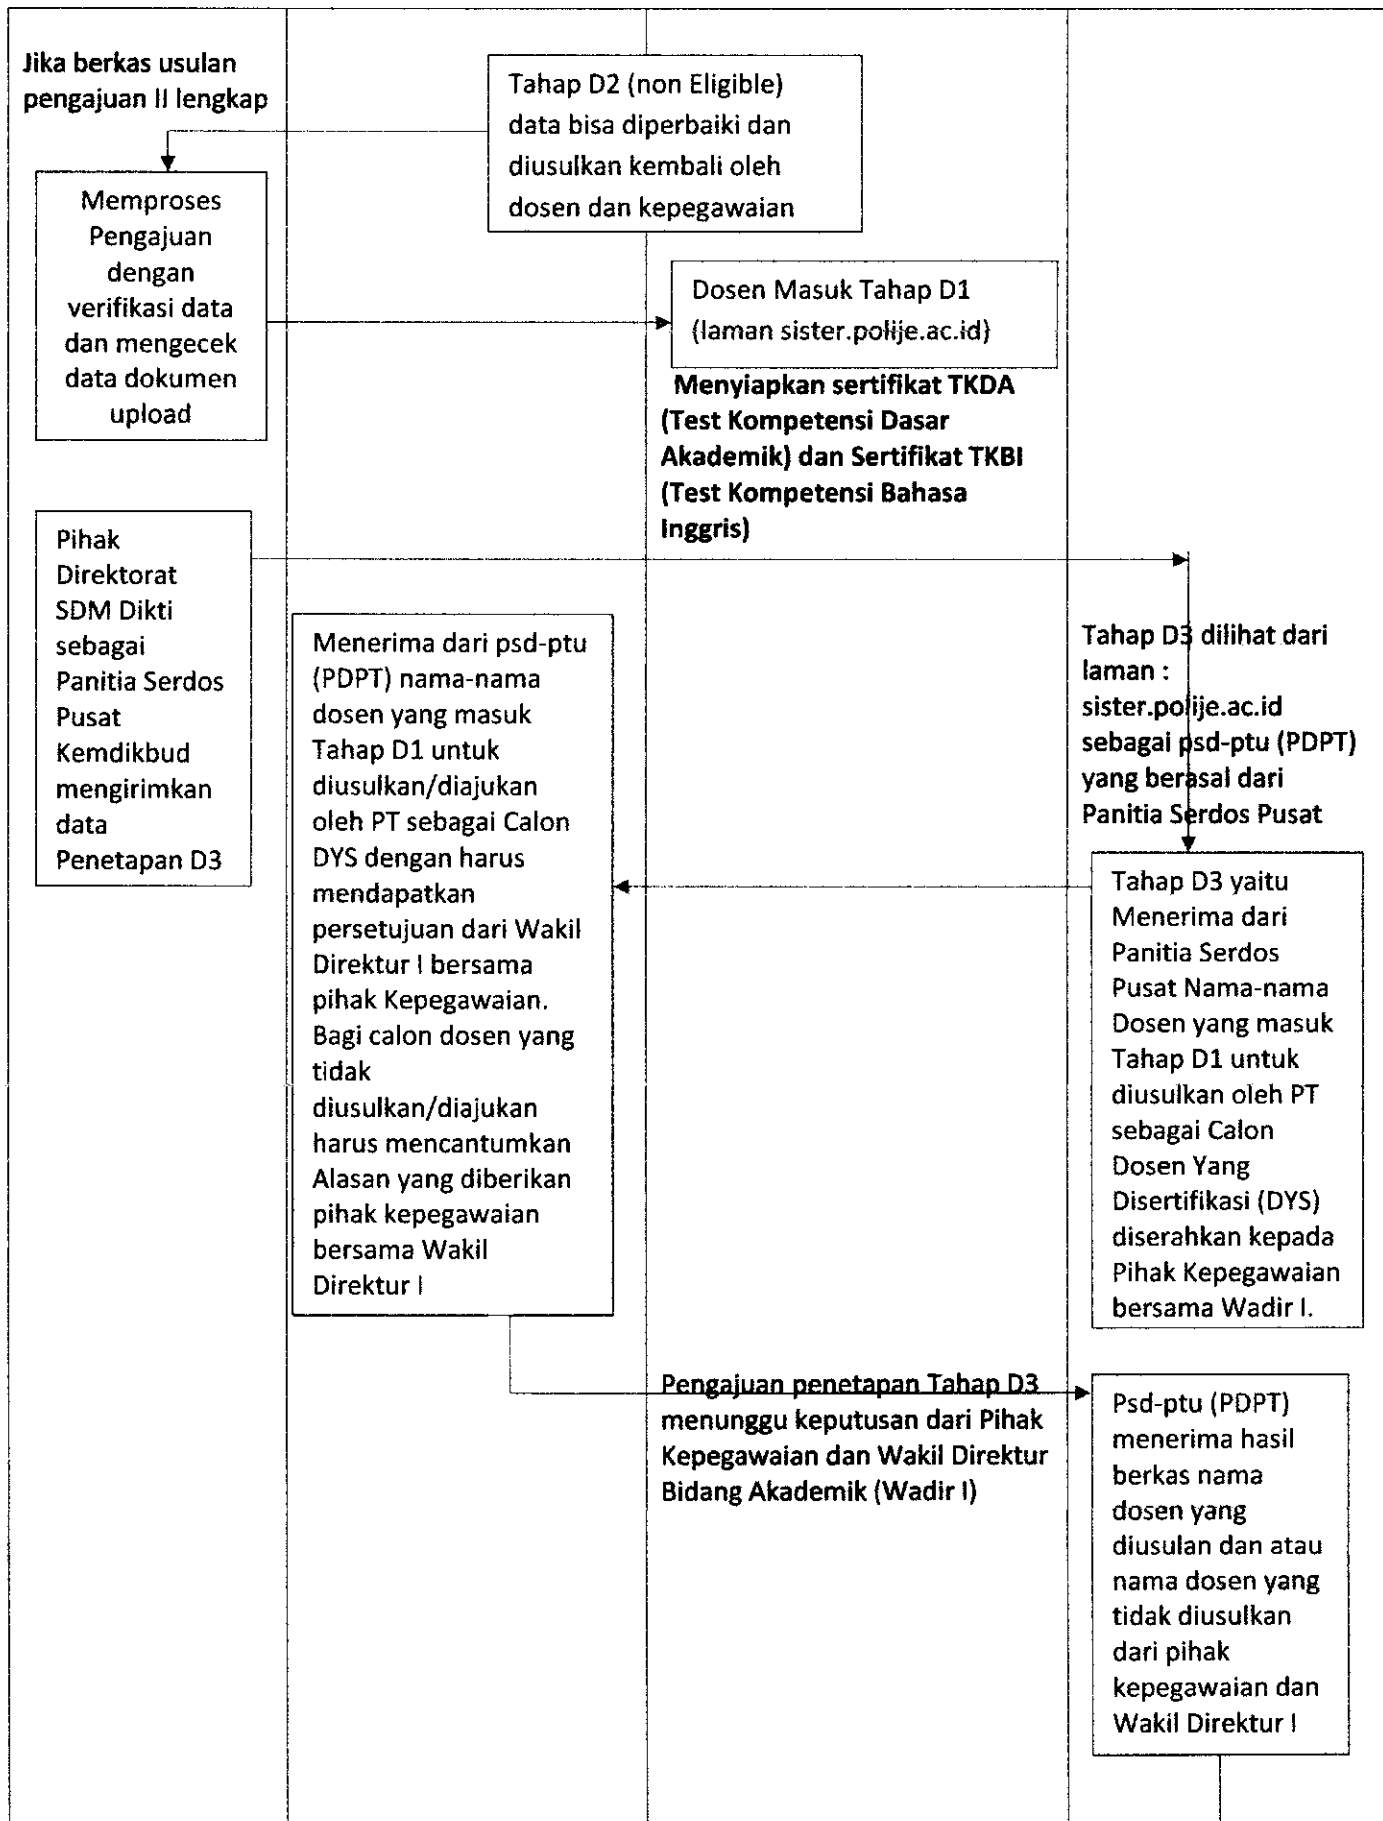 Jika berkas usulan
pengajuan II lengkap
Tahap D2 (non Eligible)
data bisa diperbaiki dan
diusulkan kembali oleh
dosen dan kepegawaian
Memproses
Pengajuan
dengan
verifikasi data
dan mengecek
data dokumen
upload
Dosen Masuk Tahap D1
(laman sister.polije.ac.id)
Menyiapkan sertifikat TKDA
(Test Kompetensi Dasar
Akademik) dan Sertifikat TKBI
(Test Kompetensi Bahasa
Inggris)
Pihak
Direktorat
SDM Dikti
sebagai
Panitia Serdos
Pusat
Kemdikbud
mengirimkan
data
Penetapan D3
Tahap D3 dilihat dari
laman :
sister.polije.ac.id
sebagai psd-ptu (PDPT)
yang berasal dari
Panitia Serdos Pusat
Menerima dari psd-ptu
(PDPT) nama-nama
dosen yang masuk
Tahap D1 untuk
diusulkan/diajukan
oleh PT sebagai Calon
DYS dengan harus
mendapatkan
persetujuan dari Wakil
Direktur I bersama
pihak Kepegawaian.
Bagi calon dosen yang
tidak
diusulkan/diajukan
harus mencantumkan
Alasan yang diberikan
pihak kepegawaian
bersama Wakil
Direktur I
Tahap D3 yaitu
Menerima dari
Panitia Serdos
Pusat Nama-nama
Dosen yang masuk
Tahap D1 untuk
diusulkan oleh PT
sebagai Calon
Dosen Yang
Disertifikasi (DYS)
diserahkan kepada
Pihak Kepegawaian
bersama Wadir I.
Pengajuan penetapan Tahap D3
menunggu keputusan dari Pihak
Kepegawaian dan Wakil Direktur
Bidang Akademik (Wadir I)
Psd-ptu (PDPT)
menerima hasil
berkas nama
dosen yang
diusulan dan atau
nama dosen yang
tidak diusulkan
dari pihak
kepegawaian dan
Wakil Direktur I